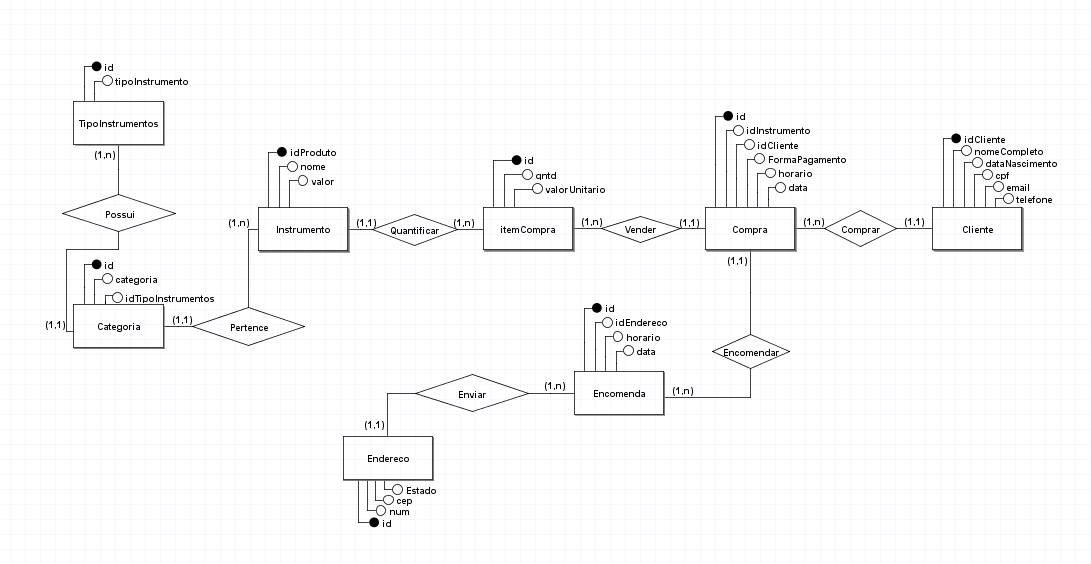 id
tipoInstrumento
TipoInstrumentos
(1,n)
Possui
id
categoria
idTipoInstrumentos
(1,1)
Categoria
(1,1)
Pertence
(1,n)
idProduto
nome
valor
Instrumento
(1,1)
Quantificar
(1,n)
id
qntd
valorUnitario
itemCompra
(1,n)
Vender
(1,1)
id
idInstrumento
idCliente
FormaPagamento
horario
data
Compra
(1,n)
Comprar
(1,1)
idCliente
nomeCompleto
dataNascimento
cpf
email
telefone
Cliente
(1,1)
Encomendar
(1,n)
id
idEndereco
horario
data
Encomenda
(1,n)
Enviar
(1,1)
Endereco
Estado
cep
num
id